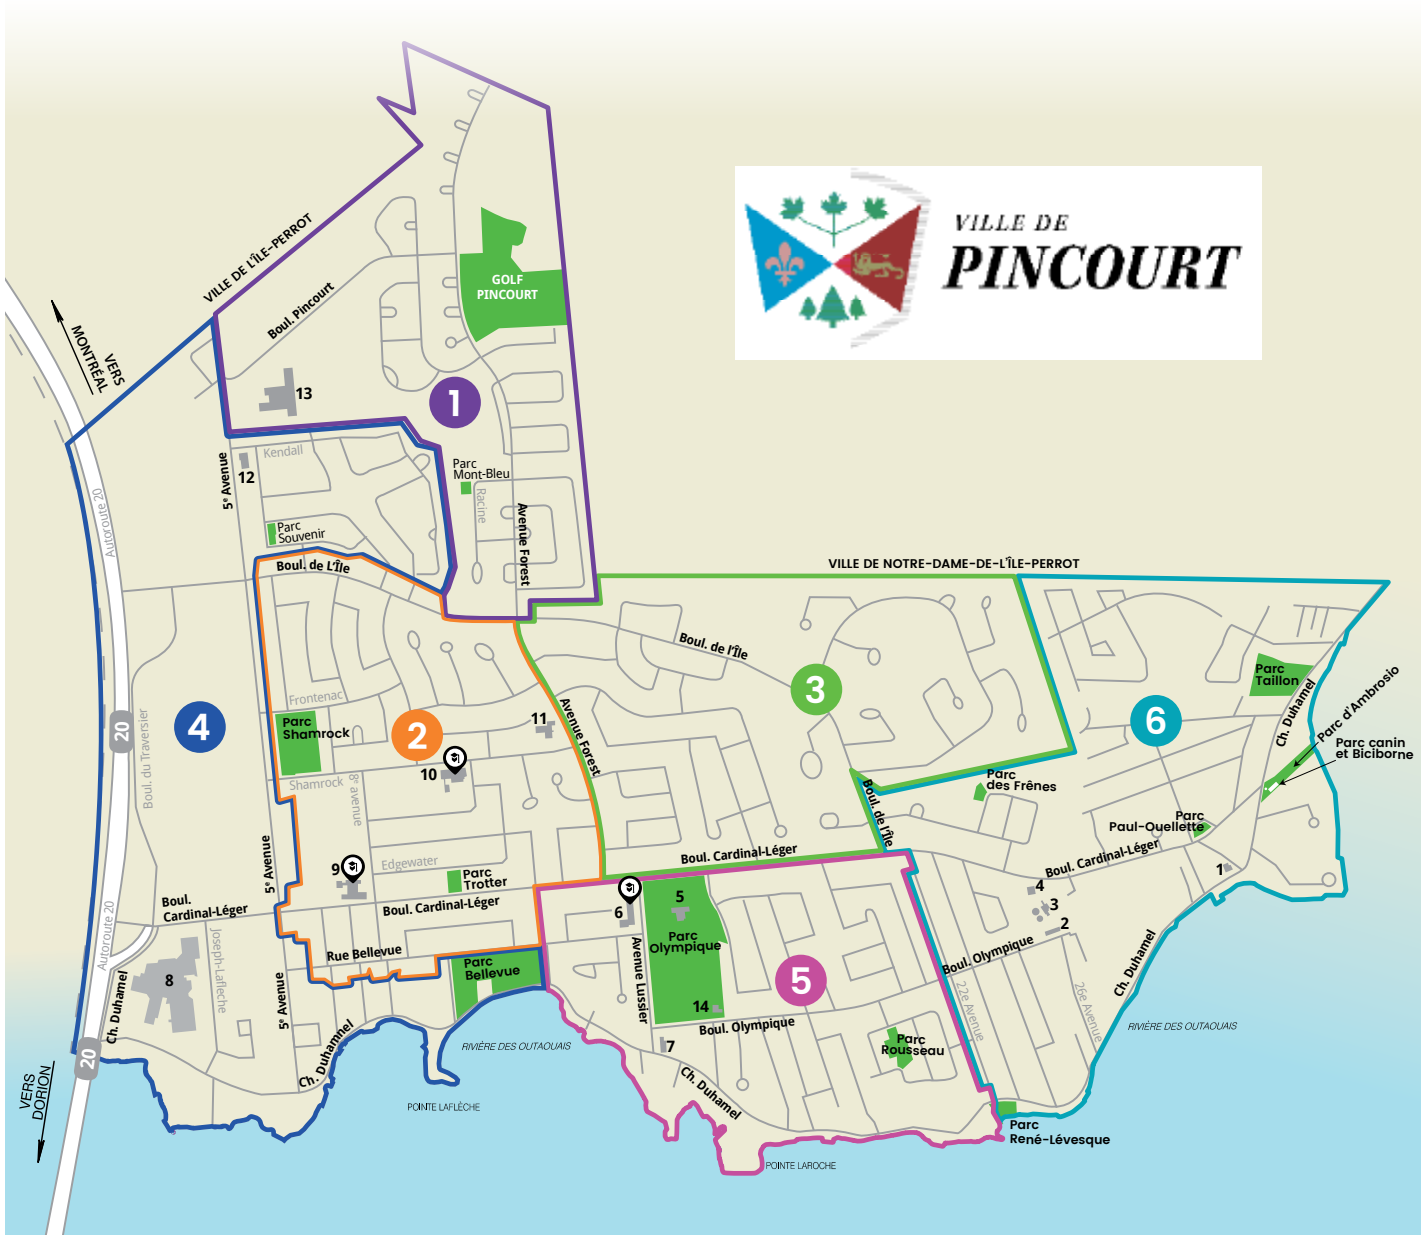 VILLE DE
PINCOURT
VILLE DE L'ÎLE-PERROT
Boul. Pincourt
GOLF
PINCOURT
VERS
MONTRÉAL
13
1
Kendall
12
5e Avenue
Parc
Mont-Bleu
Racine
Avenue Forest
Autoroute 20
Parc
Souvenir
Boul. de L'Île
VILLE DE NOTRE-DAME-DE-L'ÎLE-PERROT
Boul. de l'Île
3
Frontenac
Parc
Shamrock
2
11
Avenue Forest
4
20
Boul. du Traversier
Shamrock
8e avenue
10
6
Parc
Taillon
Ch. Duhamel
Parc d'Ambrosio
Parc canin
et Biciborne
Parc
des Frênes
Boul. de l'Île
Parc
Paul-Ouellette
Boul. Cardinal-Léger
Boul. Cardinal-Léger
5e Avenue
9
Edgewater
Parc
Trotter
Boul. Cardinal-Léger
Boul.
Cardinal-Léger
1
4
3
2
5
6
Parc
Olympique
Avenue Lussier
Rue Bellevue
Parc
Bellevue
Autoroute 20
Joseph-Lafleche
8
5e Avenue
Ch. Duhamel
5
14
Boul. Olympique
Boul. Olympique
22e Avenue
26e Avenue
Ch. Duhamel
RIVIÈRE DES OUTAOUAIS
RIVIÈRE DES OUTAOUAIS
7
Parc
Rousseau
20
Ch. Duhamnel
Ch. Duhamel
VERS
DORION
POINTE LAFLÈCHE
Parc
René-Lévesque
POINTE LAROCHE